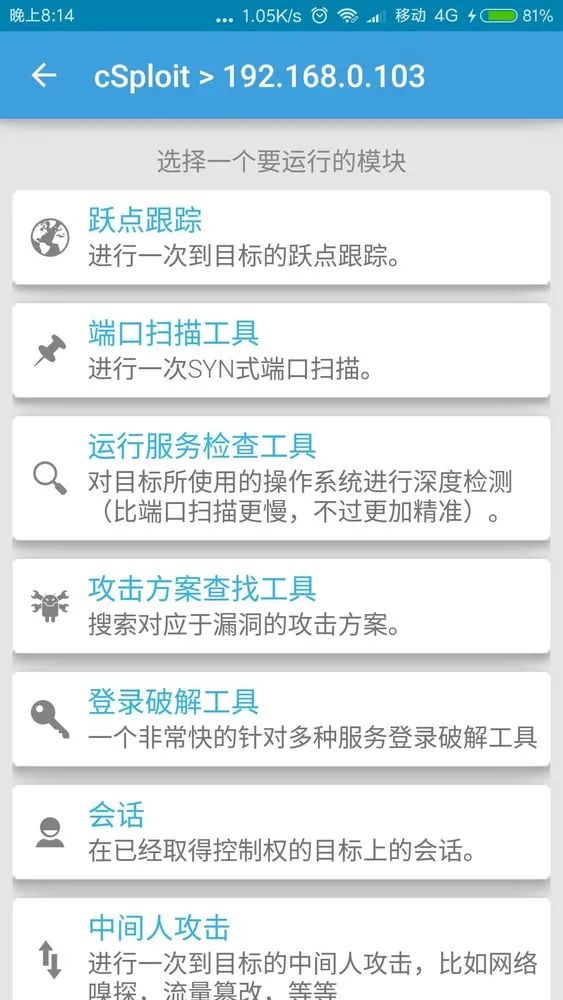 晚上8:14 ... 1.05K/s 移动 4G 81%
cSploit > 192.168.0.103
选择一个要运行的模块
跃点跟踪
进行一次到目标的跃点跟踪。
端口扫描工具
进行一次SYN式端口扫描。
运行服务检查工具
对目标所使用的操作系统进行深度检测
（比端口扫描更慢，不过更加精准）。
攻击方案查找工具
搜索对应于漏洞的攻击方案。
登录破解工具
一个非常快的针对多种服务登录破解工具
会话
在已经取得控制权的目标上的会话。
中间人攻击
进行一次到目标的中间人攻击，比如网络
嗅探，流量篡改，等等